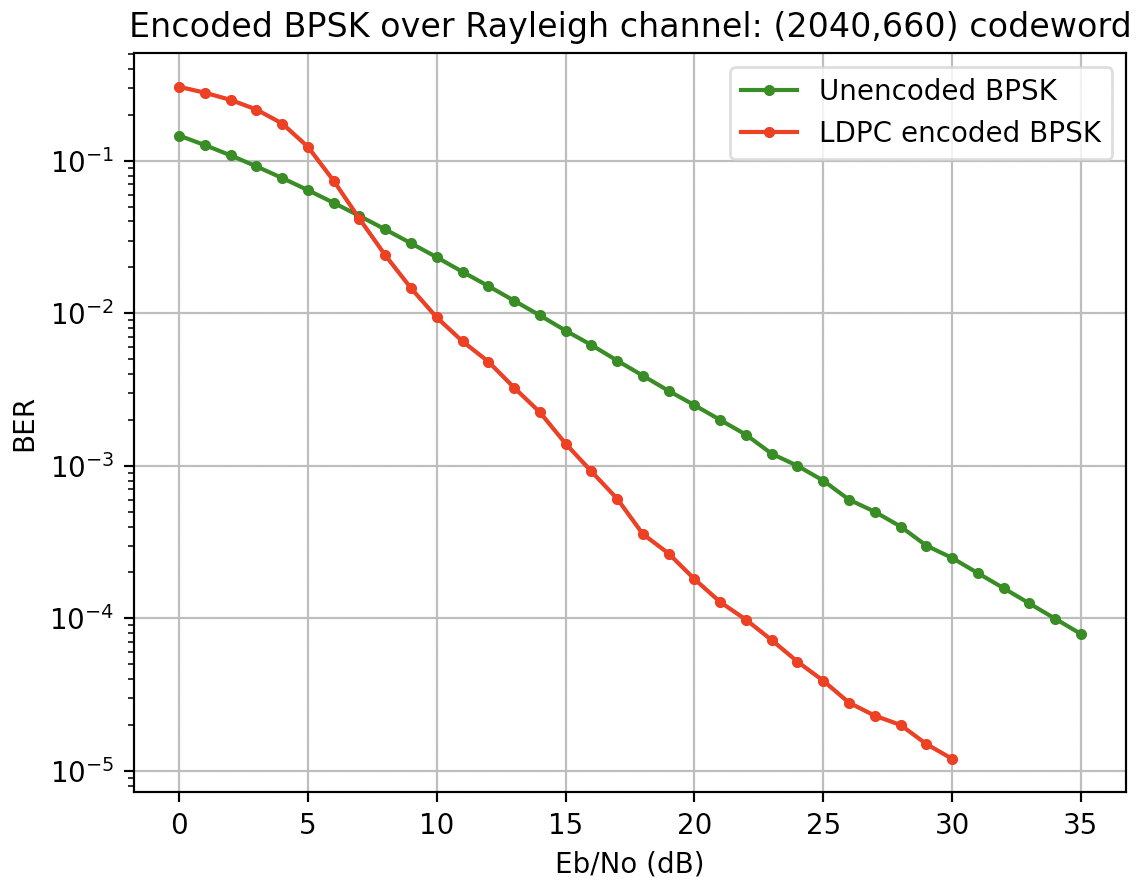 Encoded BPSK over Rayleigh channel: (2040,660) codeword
Unencoded BPSK
LDPC encoded BPSK
10⁻¹
10⁻²
10⁻³
10⁻⁴
10⁻⁵
BER
0 5 10 15 20 25 30 35
Eb/No (dB)